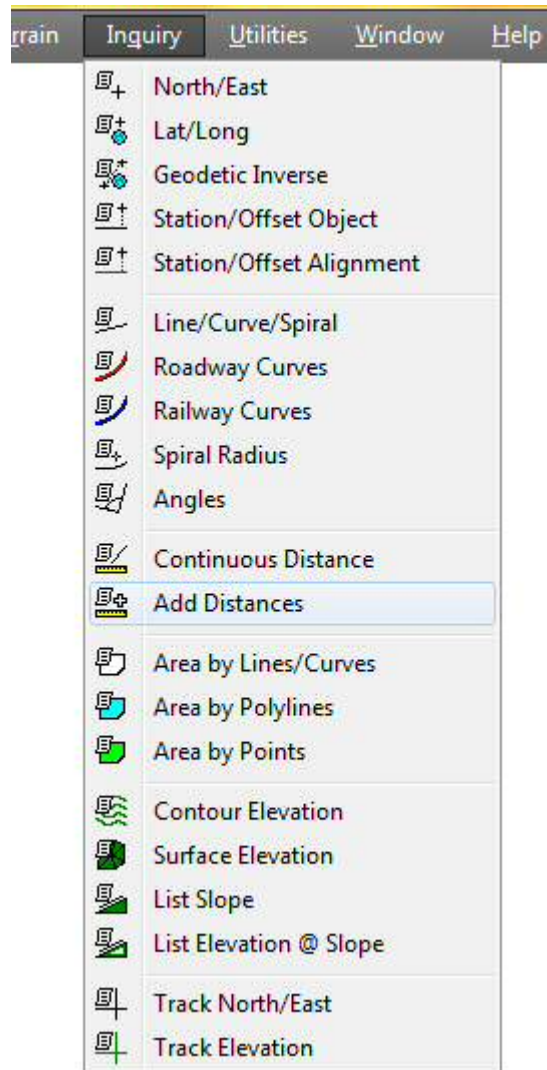 rrain Inquiry Utilities Window Help
North/East
Lat/Long
Geodetic Inverse
Station/Offset Object
Station/Offset Alignment
Line/Curve/Spiral
Roadway Curves
Railway Curves
Spiral Radius
Angles
Continuous Distance
Add Distances
Area by Lines/Curves
Area by Polylines
Area by Points
Contour Elevation
Surface Elevation
List Slope
List Elevation @ Slope
Track North/East
Track Elevation